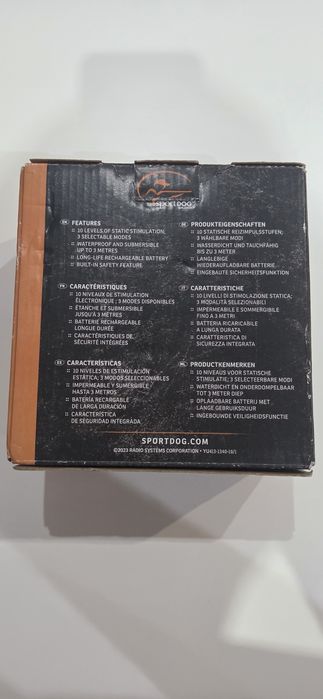 SPORTDOG
EN FEATURES
10 LEVELS OF STATIC STIMULATION;
3 SELECTABLE MODES
WATERPROOF AND SUBMERSIBLE
UP TO 3 METRES
LONG-LIFE RECHARGEABLE BATTERY
BUILT-IN SAFETY FEATURE
FR CARACTÉRISTIQUES
10 NIVEAUX DE STIMULATION
ÉLECTRONIQUE ; 3 MODES DISPONIBLES
ÉTANCHE ET SUBMERSIBLE
JUSQU'À 3 MÈTRES
BATTERIE RECHARGEABLE
LONGUE DURÉE
CARACTÉRISTIQUES DE
SÉCURITÉ INTÉGRÉES
ES CARACTERÍSTICAS
10 NIVELES DE ESTIMULACIÓN
ESTÁTICA; 3 MODOS SELECCIONABLES
IMPERMEABLE Y SUMERGIBLE
HASTA 3 METROS
BATERÍA RECARGABLE
DE LARGA DURACIÓN
CARACTERÍSTICA
DE SEGURIDAD INTEGRADA
DE PRODUKTEIGENSCHAFTEN
10 STATISCHE REIZIMPULSSTUFEN;
3 WÄHLBARE MODI
WASSERDICHT UND TAUCHFÄHIG
BIS ZU 3 METER
LANGLEBIGE
WIEDERAUFLADBARE BATTERIE
EINGEBAUTE SICHERHEITSFUNKTION
IT CARATTERISTICHE
10 LIVELLI DI STIMOLAZIONE STATICA;
3 MODALITÀ SELEZIONABILI
IMPERMEABILE E SOMMERGIBILE
FINO A 3 METRI
BATTERIA RICARICABILE
A LUNGA DURATA
CARATTERISTICA DI
SICUREZZA INTEGRATA
NL PRODUCTKENMERKEN
10 NIVEAUS VOOR STATISCHE
STIMULATIE; 3 SELECTEERBARE MODI
WATERDICHT EN ONDERDOMPELBAAR
TOT 3 METER DIEP
OPLAADBARE BATTERIJ MET
LANGE GEBRUIKSDUUR
INGEBOUWDE VEILIGHEIDSFUNCTIE
SPORTDOG.COM
©2023 RADIO SYSTEMS CORPORATION • YU413-1340-19/1